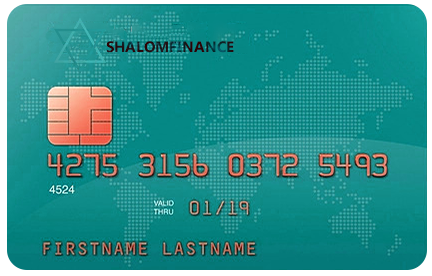 SHALOMFINANCE
4275 3156 0372 5493
4524
VALID
THRU 01/19
FIRSTNAME LASTNAME